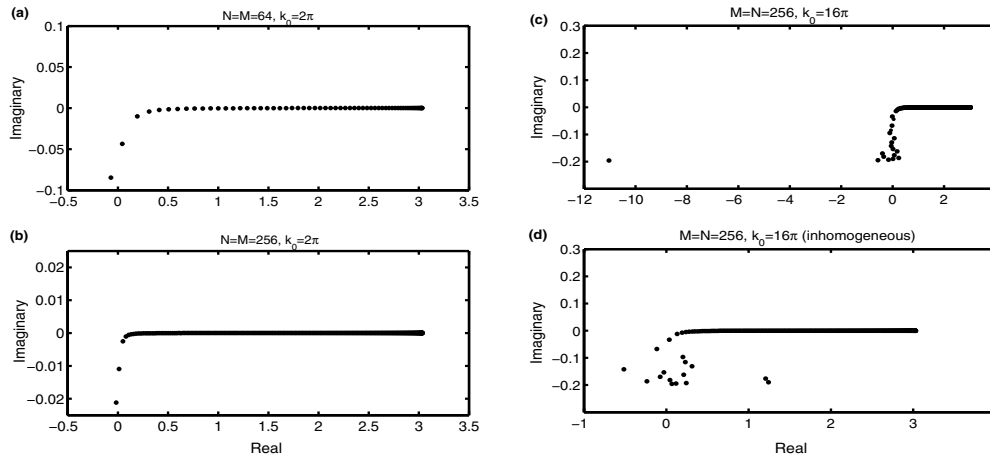 (a)
N=M=64, k0=2π
0.1
0.05
0
−0.05
−0.1
Imaginary
−0.5 0 0.5 1 1.5 2 2.5 3 3.5
(b)
N=M=256, k0=2π
0.02
0.01
0
−0.01
−0.02
Imaginary
−0.5 0 0.5 1 1.5 2 2.5 3 3.5
Real
(c)
M=N=256, k0=16π
0.3
0.2
0.1
0
−0.1
−0.2
−0.3
Imaginary
−12 −10 −8 −6 −4 −2 0 2
(d)
M=N=256, k0=16π (inhomogeneous)
0.3
0.2
0.1
0
−0.1
−0.2
−0.3
Imaginary
−1 0 1 2 3
Real